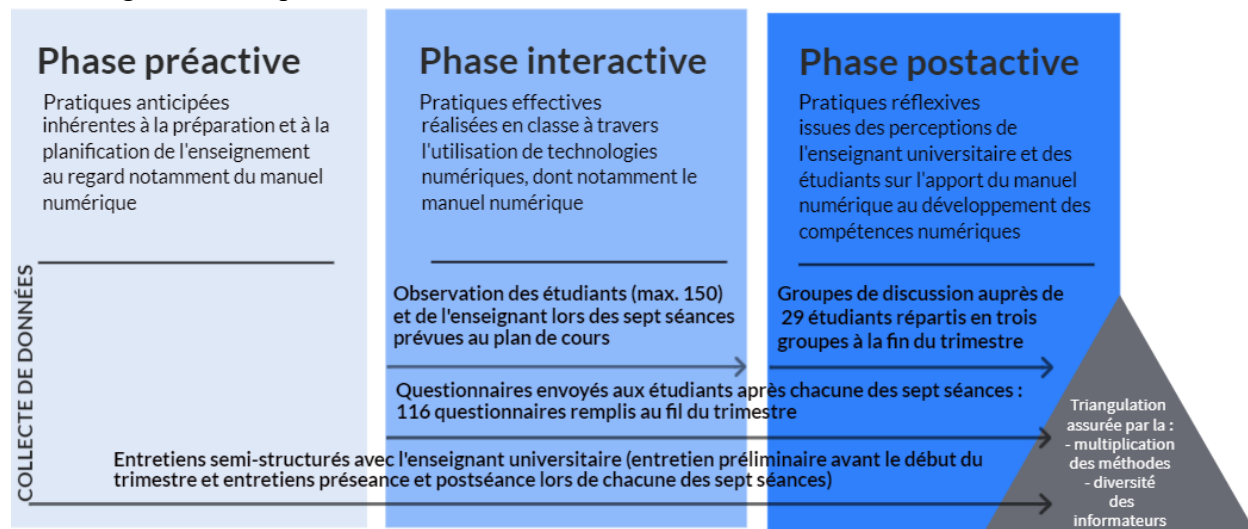 Phase préactive
Pratiques anticipées
inhérentes à la préparation et à la
planification de l'enseignement
au regard notamment du manuel
numérique
Phase interactive
Pratiques effectives
réalisées en classe à travers
l'utilisation de technologies
numériques, dont notamment le
manuel numérique
Phase postactive
Pratiques réflexives
issues des perceptions de
l'enseignant universitaire et des
étudiants sur l'apport du manuel
numérique au développement des
compétences numériques
COLLECTE DE DONNÉES
Observation des étudiants (max. 150)
et de l'enseignant lors des sept séances
prévues au plan de cours
Groupes de discussion auprès de
29 étudiants répartis en trois
groupes à la fin du trimestre
Questionnaires envoyés aux étudiants après chacune des sept séances :
116 questionnaires remplis au fil du trimestre
Entretiens semi-structurés avec l'enseignant universitaire (entretien préliminaire avant le début du
trimestre et entretiens préseance et postséance lors de chacune des sept séances)
Triangulation
assurée par la :
- multiplication
des méthodes
- diversité
des
informateurs